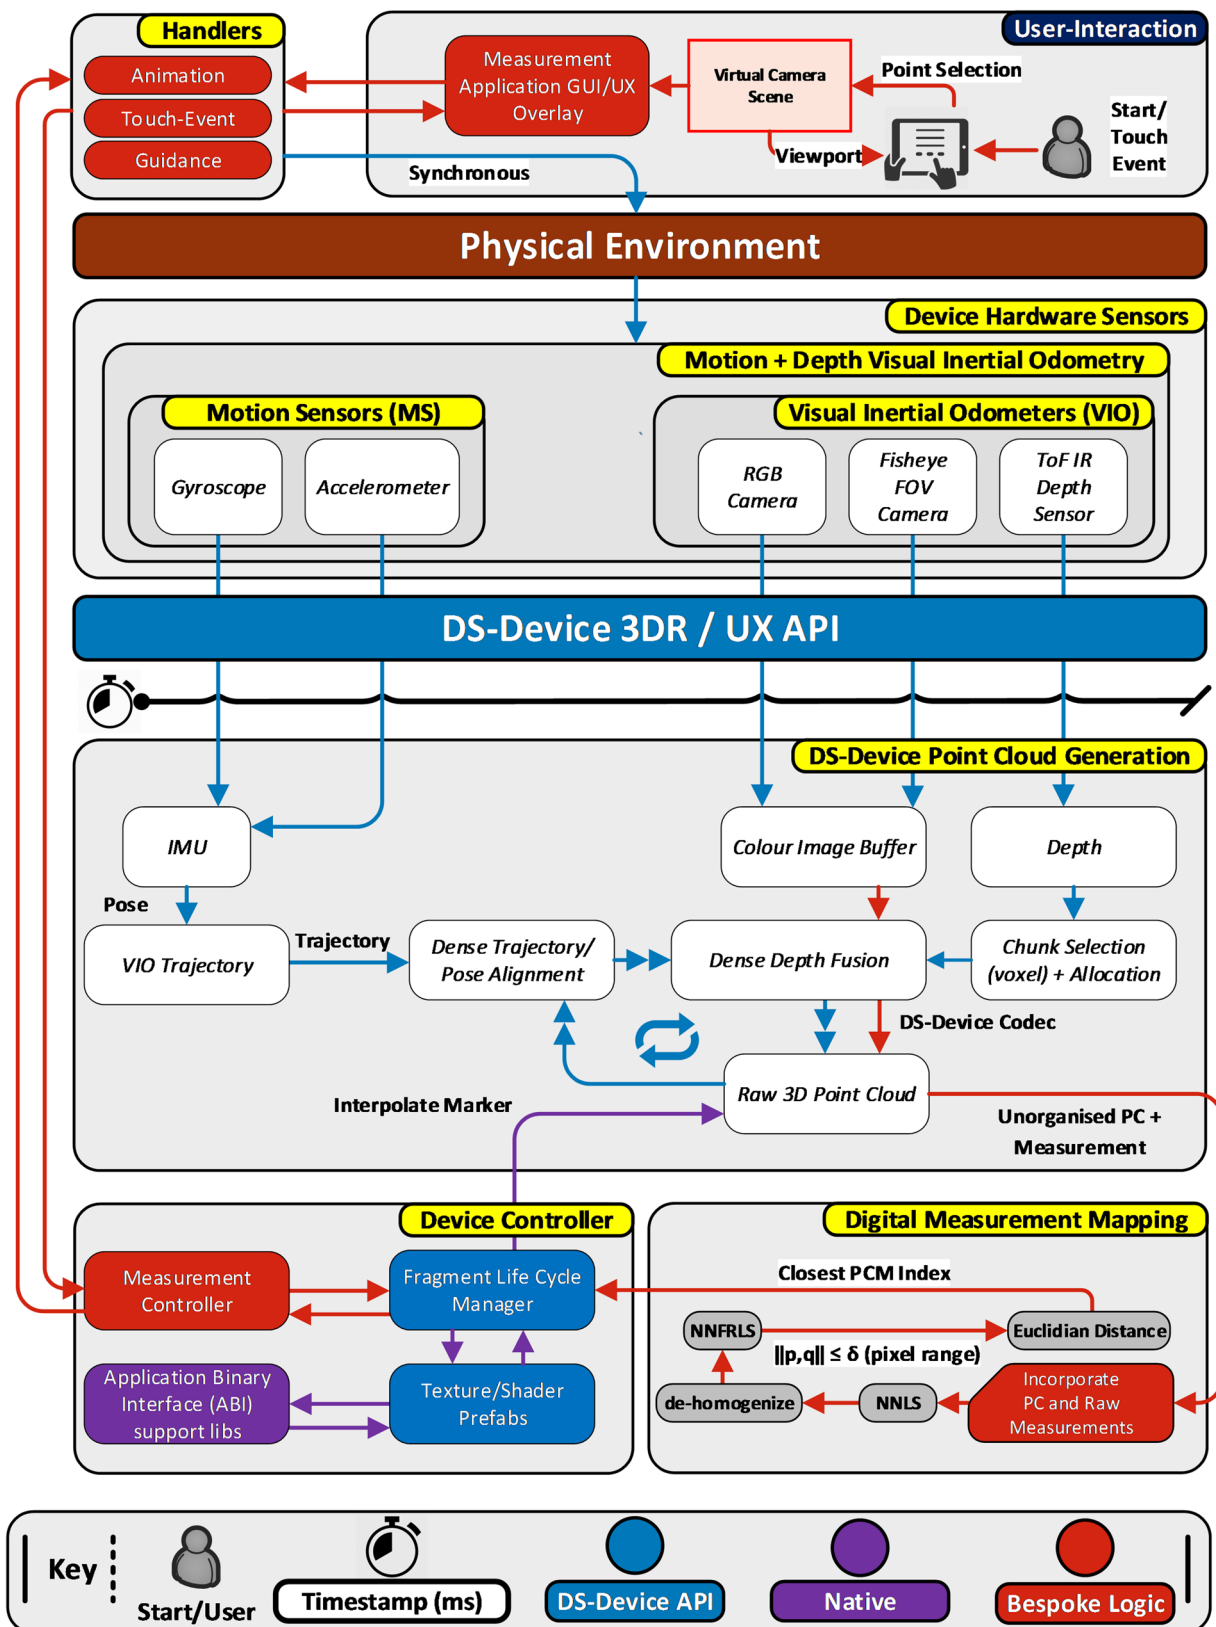 Handlers
Animation
Touch-Event
Guidance
User-Interaction
Measurement
Application GUI/UX
Overlay
Virtual Camera
Scene
Point Selection
Viewport
Start/
Touch
Event
Synchronous
Physical Environment
Device Hardware Sensors
Motion + Depth Visual Inertial Odometry
Motion Sensors (MS)
Gyroscope
Accelerometer
Visual Inertial Odometers (VIO)
RGB
Camera
Fisheye
FOV
Camera
ToF IR
Depth
Sensor
DS-Device 3DR / UX API
DS-Device Point Cloud Generation
IMU
Colour Image Buffer
Depth
Pose
VIO Trajectory
Trajectory
Dense Trajectory/
Pose Alignment
Dense Depth Fusion
Chunk Selection
(voxel) + Allocation
DS-Device Codec
Raw 3D Point Cloud
Interpolate Marker
Unorganised PC +
Measurement
Device Controller
Measurement
Controller
Fragment Life Cycle
Manager
Application Binary
Interface (ABI)
support libs
Texture/Shader
Prefabs
Digital Measurement Mapping
Closest PCM Index
NNFRLS
Euclidian Distance
‖p,q‖ ≤ δ (pixel range)
de-homogenize
NNLS
Incorporate
PC and Raw
Measurements
Key
Start/User
Timestamp (ms)
DS-Device API
Native
Bespoke Logic